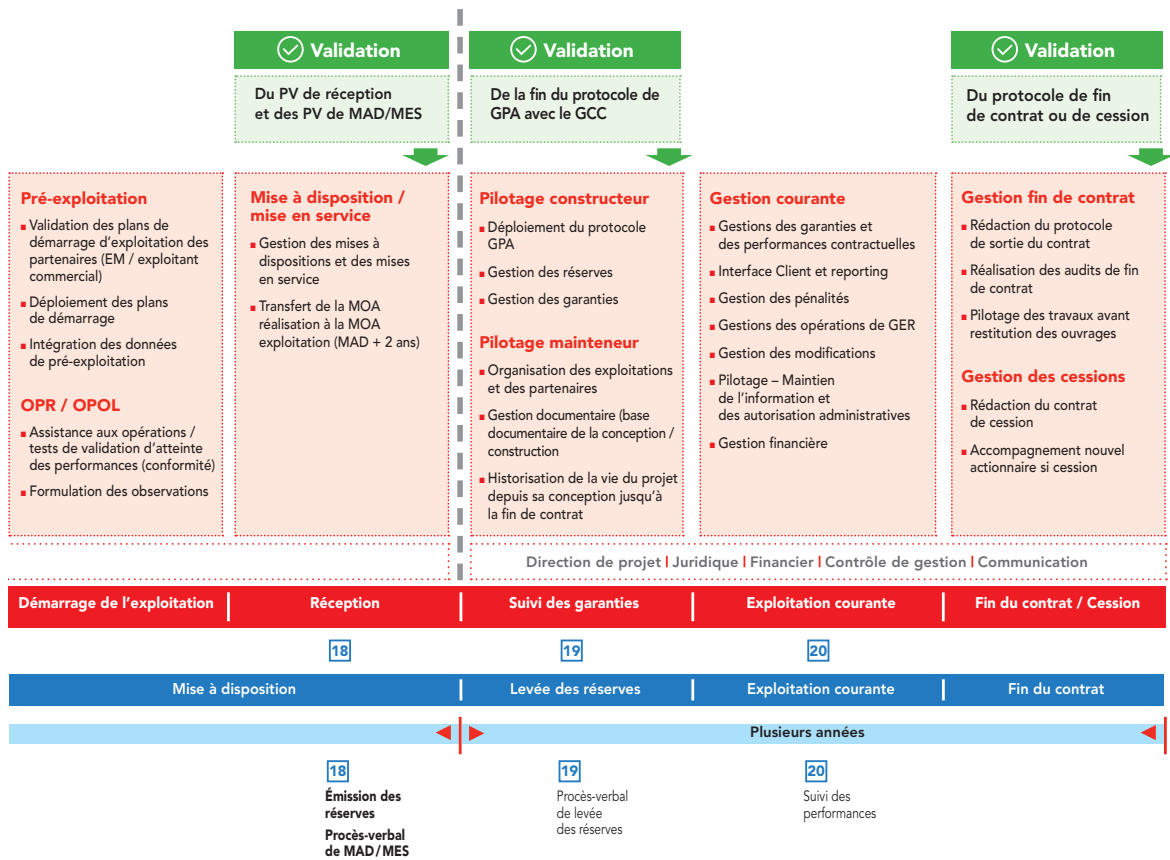 Validation
Du PV de réception
et des PV de MAD/MES
Validation
De la fin du protocole de
GPA avec le GCC
Validation
Du protocole de fin
de contrat ou de cession
Pré-exploitation
Validation des plans de
démarrage d'exploitation des
partenaires (EM / exploitant
commercial)
Déploiement des plans
de démarrage
Intégration des données
de pré-exploitation
OPR / OPOL
Assistance aux opérations /
tests de validation d'atteinte
des performances (conformité)
Formulation des observations
Mise à disposition /
mise en service
Gestion des mises à
dispositions et des mises
en service
Transfert de la MOA
réalisation à la MOA
exploitation (MAD + 2 ans)
Pilotage constructeur
Déploiement du protocole
GPA
Gestion des réserves
Gestion des garanties
Pilotage mainteneur
Organisation des exploitations
et des partenaires
Gestion documentaire (base
documentaire de la conception /
construction
Historisation de la vie du projet
depuis sa conception jusqu'à
la fin de contrat
Gestion courante
Gestions des garanties et
des performances contractuelles
Interface Client et reporting
Gestion des pénalités
Gestions des opérations de GER
Gestion des modifications
Pilotage – Maintien
de l'information et
des autorisation administratives
Gestion financière
Gestion fin de contrat
Rédaction du protocole
de sortie du contrat
Réalisation des audits de fin
de contrat
Pilotage des travaux avant
restitution des ouvrages
Gestion des cessions
Rédaction du contrat
de cession
Accompagnement nouvel
actionnaire si cession
Direction de projet | Juridique | Financier | Contrôle de gestion | Communication
Démarrage de l'exploitation
Réception
Suivi des garanties
Exploitation courante
Fin du contrat / Cession
18
19
20
Mise à disposition
Levée des réserves
Exploitation courante
Fin du contrat
Plusieurs années
18
Émission des
réserves
Procès-verbal
de MAD/MES
19
Procès-verbal
de levée
des réserves
20
Suivi des
performances